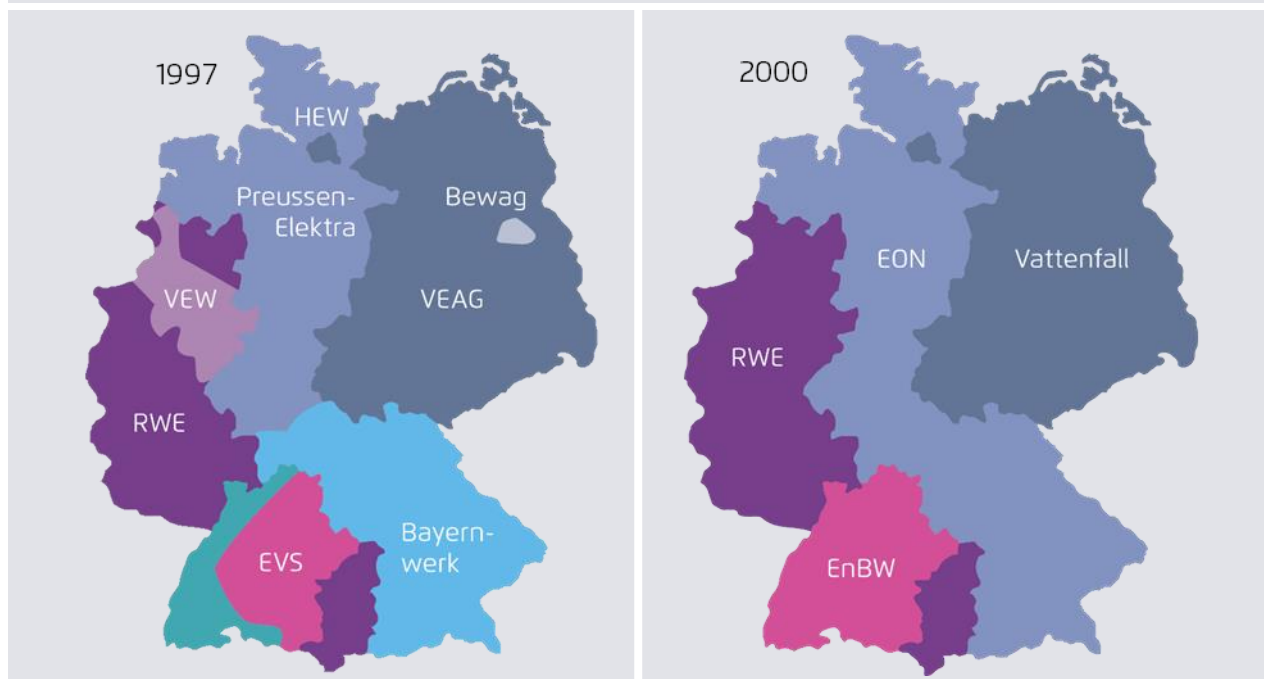 1997
HEW
Preussen-
Elektra
Bewag
VEW
VEAG
RWE
Bayern-
werk
EVS
2000
EON
Vattenfall
RWE
EnBW